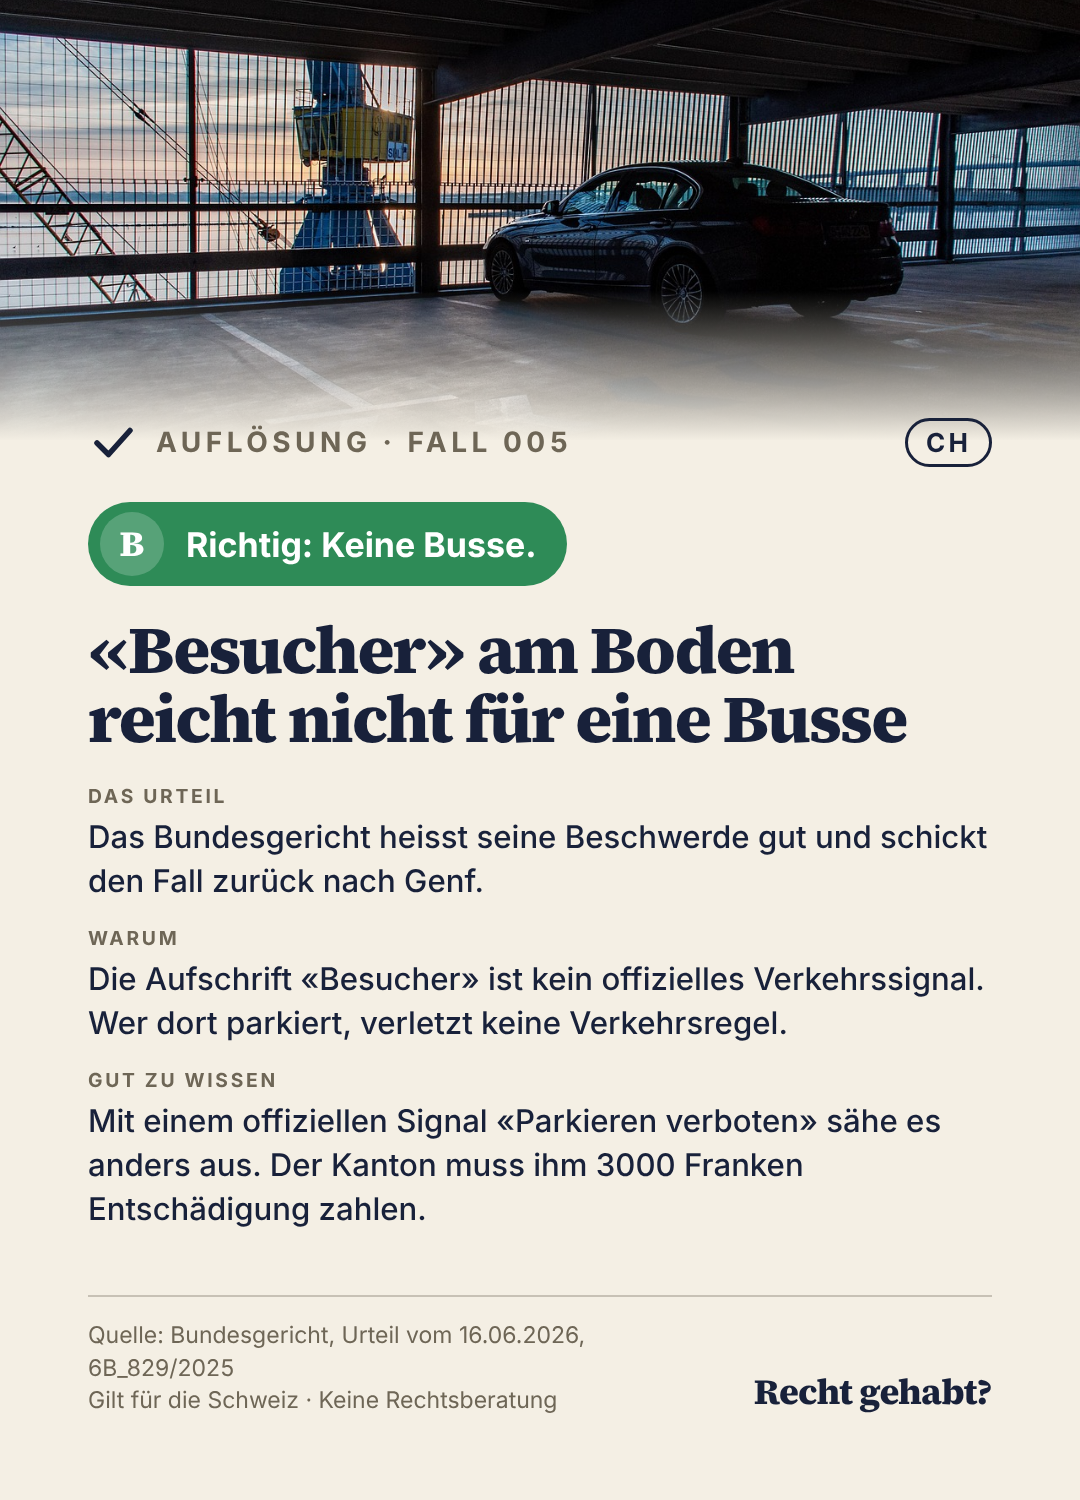 AUFLÖSUNG · FALL 005
CH
B Richtig: Keine Busse.
«Besucher» am Boden
reicht nicht für eine Busse
DAS URTEIL
Das Bundesgericht heisst seine Beschwerde gut und schickt
den Fall zurück nach Genf.
WARUM
Die Aufschrift «Besucher» ist kein offizielles Verkehrssignal.
Wer dort parkiert, verletzt keine Verkehrsregel.
GUT ZU WISSEN
Mit einem offiziellen Signal «Parkieren verboten» sähe es
anders aus. Der Kanton muss ihm 3000 Franken
Entschädigung zahlen.
Quelle: Bundesgericht, Urteil vom 16.06.2026,
6B_829/2025
Gilt für die Schweiz · Keine Rechtsberatung
Recht gehabt?